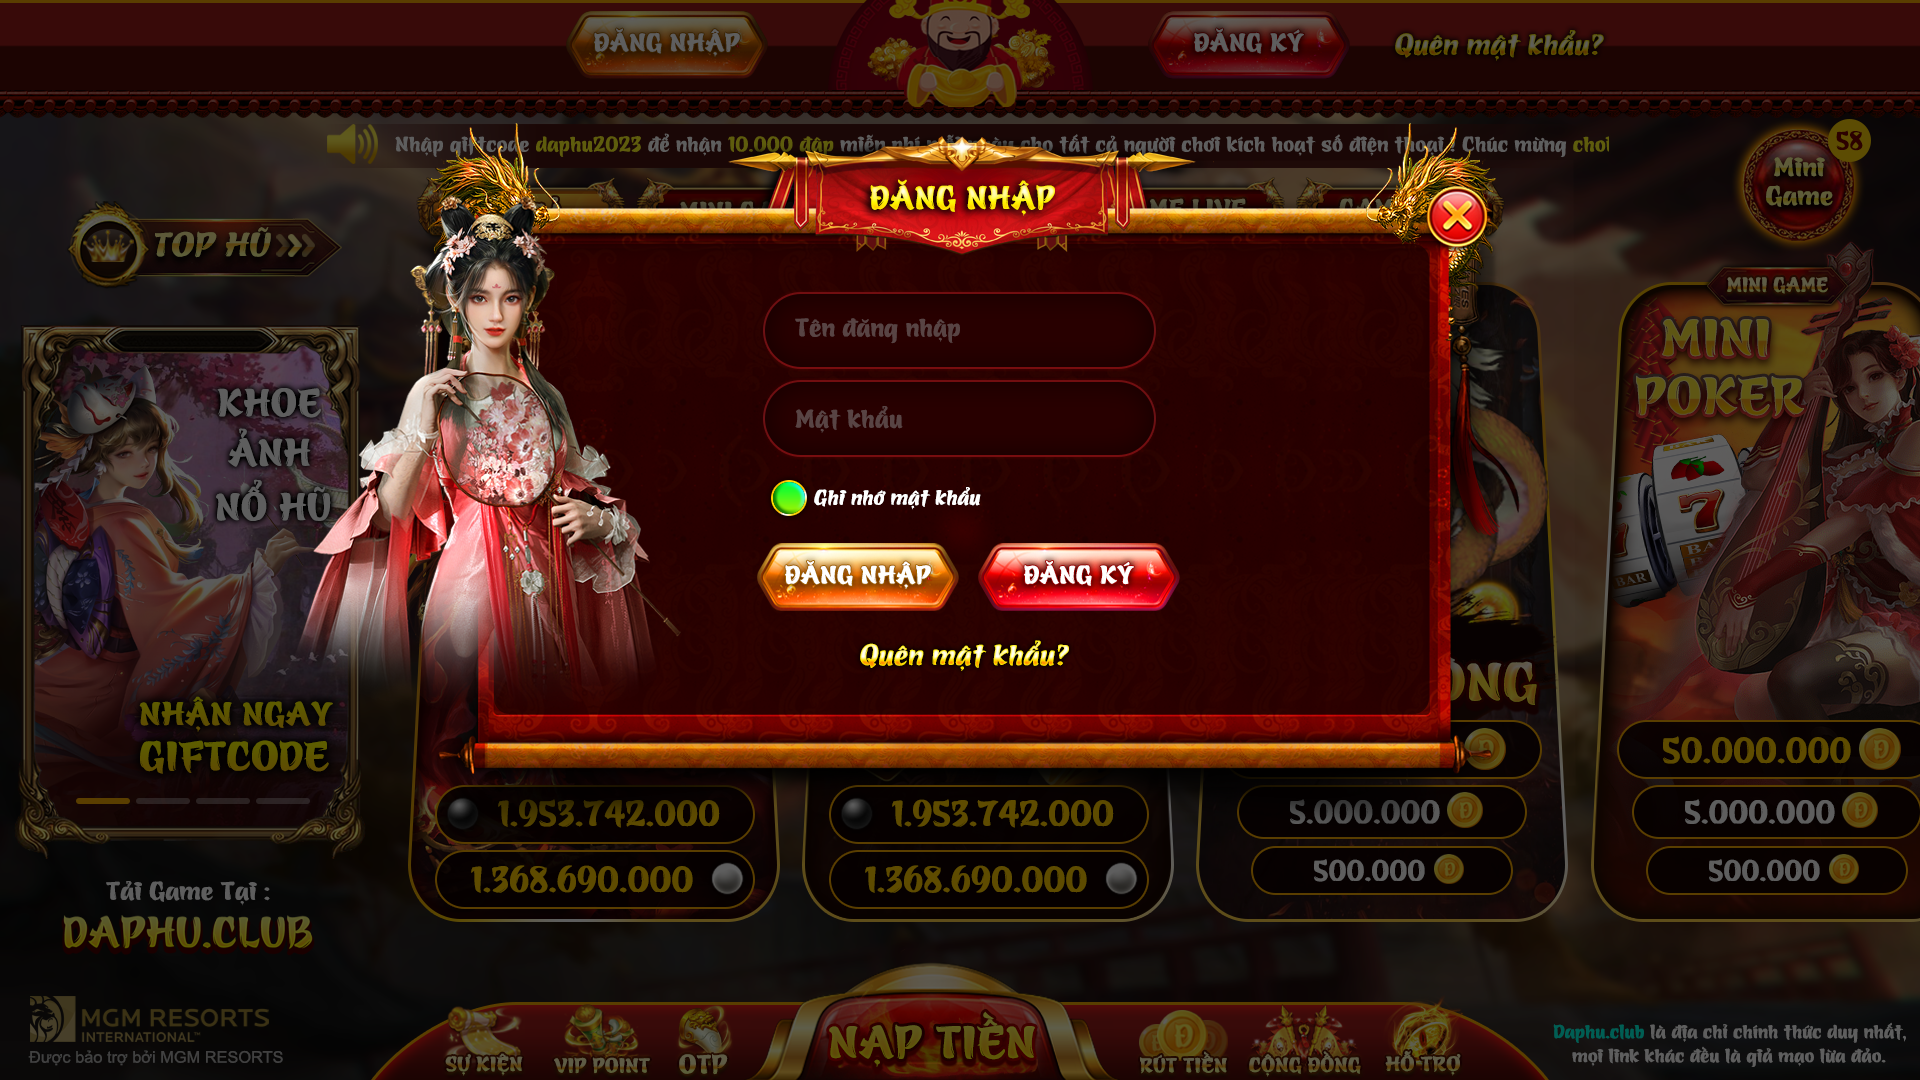 ĐĂNG NHẬP
ĐĂNG KÝ
Quên mật khẩu?
Nhập giftcode daphu2023 để nhận 10.000 đập miễn phí cho tất cả người chơi kích hoạt số điện thoại ! Chúc mừng
58
Mini
Game
TOP HŨ
ĐĂNG NHẬP
MINI GAME
MINI
POKER
Tên đăng nhập
Mật khẩu
Ghi nhớ mật khẩu
ĐĂNG NHẬP
ĐĂNG KÝ
Quên mật khẩu?
KHOE
ẢNH
NỔ HŨ
NHẬN NGAY
GIFTCODE
50.000.000
1.953.742.000
1.953.742.000
5.000.000
5.000.000
1.368.690.000
1.368.690.000
500.000
500.000
Tải Game Tại :
DAPHU.CLUB
MGM RESORTS
INTERNATIONAL™
Được bảo trợ bởi MGM RESORTS
SỰ KIỆN
VIP POINT
OTP
NẠP TIỀN
RÚT TIỀN
CỘNG ĐỒNG
HỖ TRỢ
Daphu.club là địa chỉ chính thức duy nhất,
mọi link khác đều là giả mạo lừa đảo.